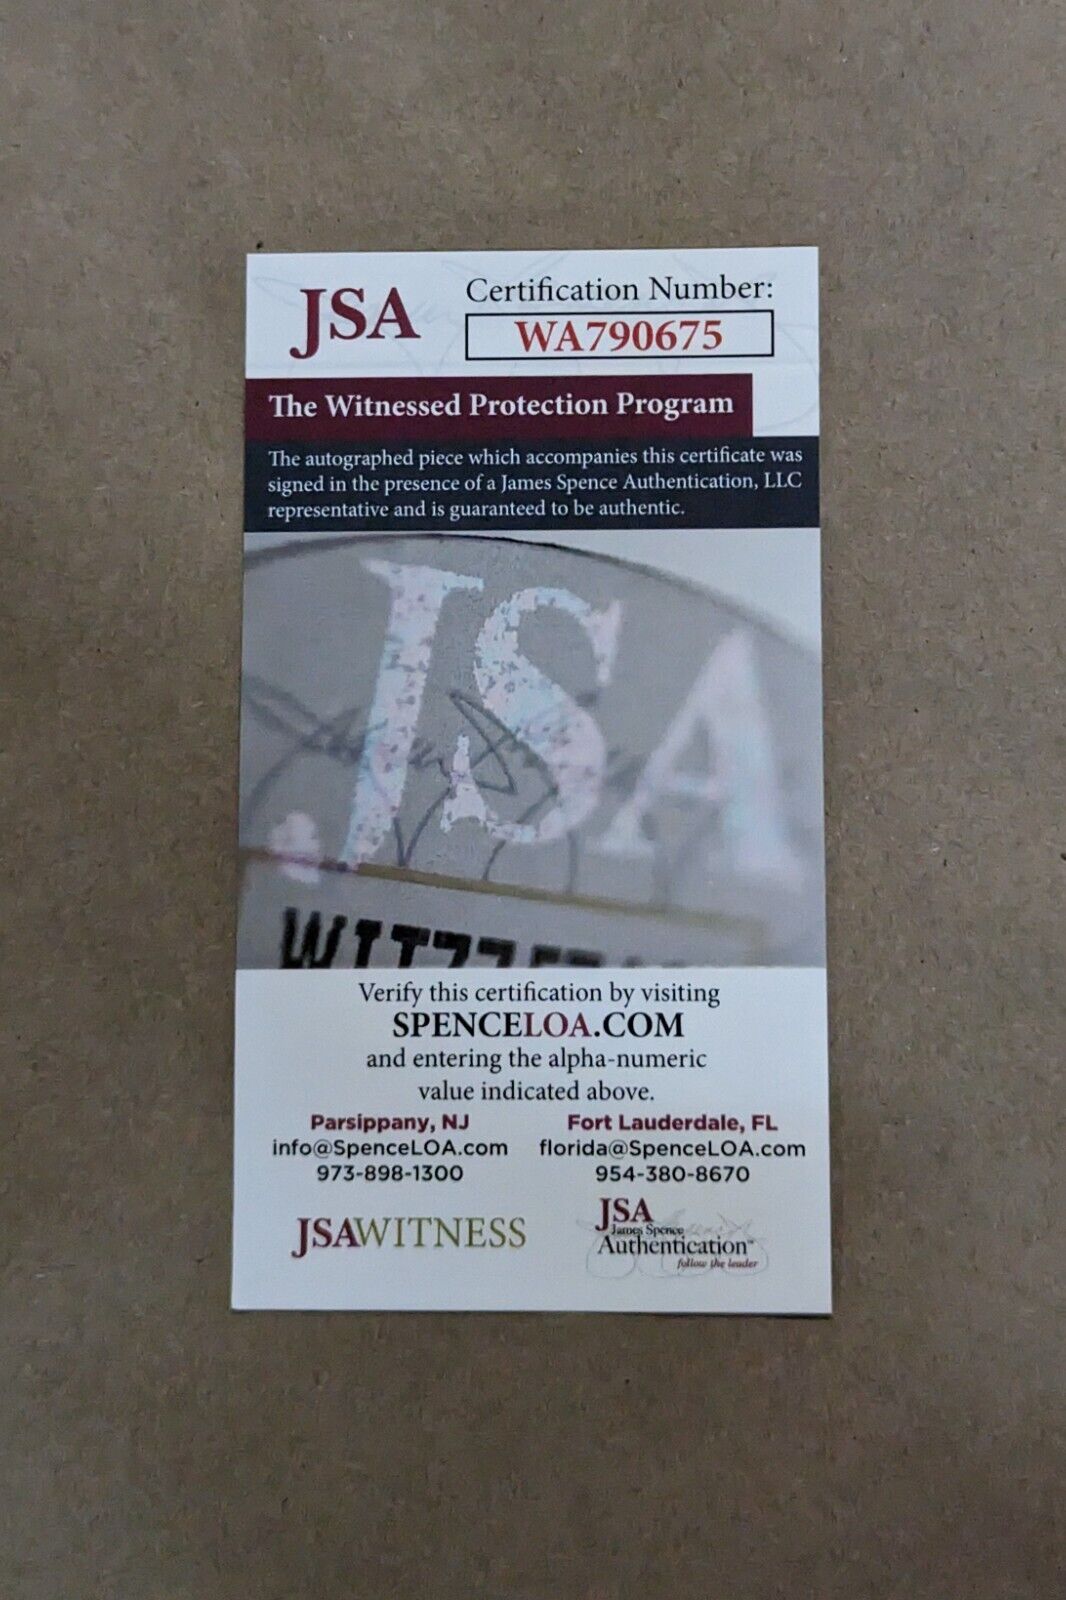 JSA
Certification Number:
WA790675
The Witnessed Protection Program
The autographed piece which accompanies this certificate was
signed in the presence of a James Spence Authentication, LLC
representative and is guaranteed to be authentic.
JSA
Verify this certification by visiting
SPENCELOA.COM
and entering the alpha-numeric
value indicated above.
Parsippany, NJ
info@SpenceLOA.com
973-898-1300
Fort Lauderdale, FL
florida@SpenceLOA.com
954-380-8670
JSAWITNESS
JSA
James Spence
Authentication™
follow the leader